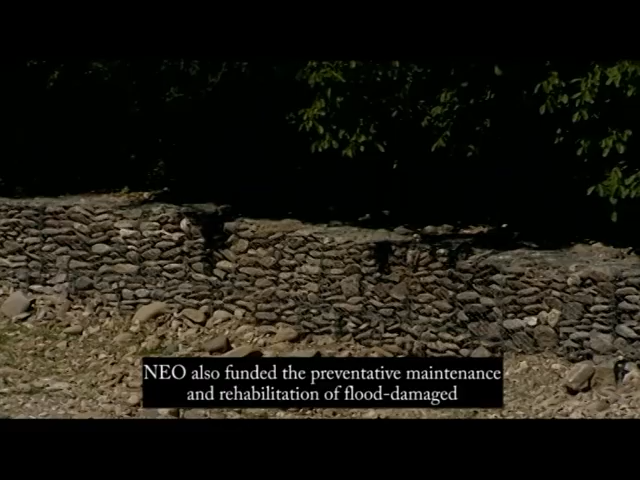 NEO also funded the preventative maintenance
and rehabilitation of flood-damaged